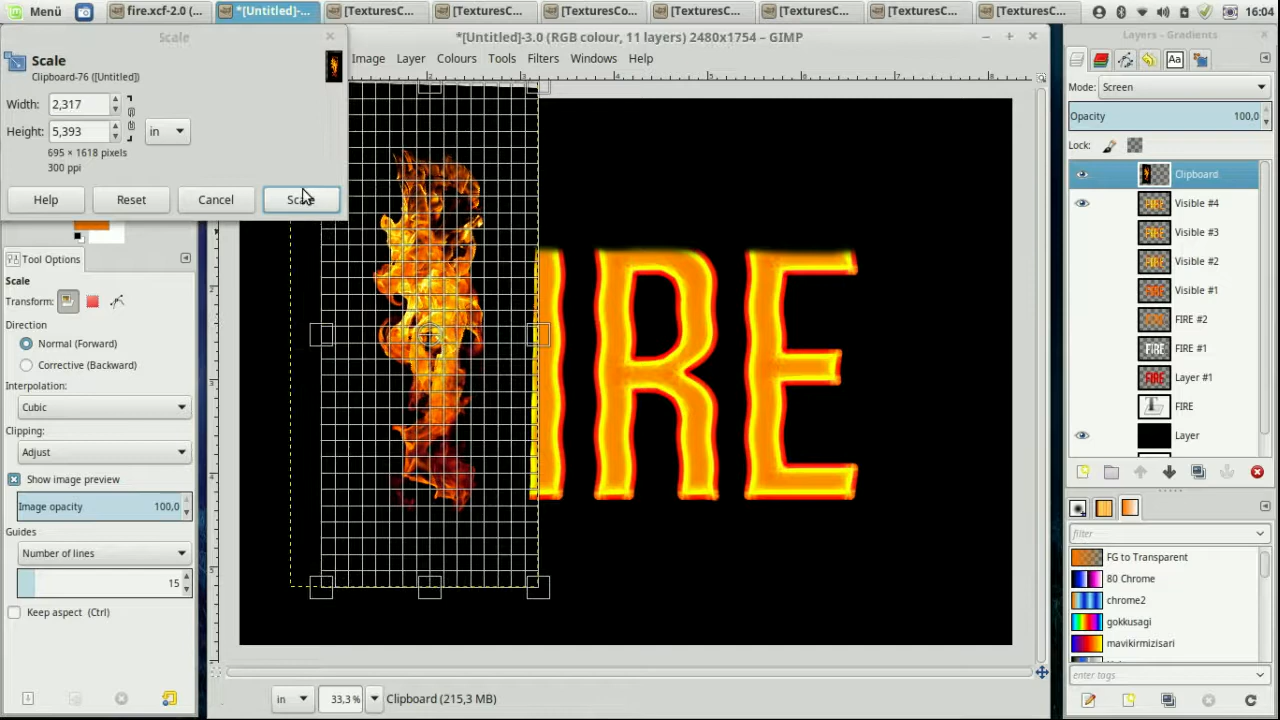 Menü
fire.xcf-2.0 (...
*[Untitled]-...
[TexturesC...
[TexturesC...
[TexturesCo...
[TexturesC...
[TexturesC...
[TexturesC...
[TexturesC...
16:04
Scale
*[Untitled]-3.0 (RGB colour, 11 layers) 2480x1754 – GIMP
Layers - Gradients
Scale
Clipboard-76 ([Untitled])
Image
Layer
Colours
Tools
Filters
Windows
Help
Mode:
Screen
Width:
2,317
Height:
5,393
in
695 × 1618 pixels
300 ppi
Opacity
100,0
Lock:
Help
Reset
Cancel
Scale
Clipboard
Visible #4
Visible #3
Visible #2
Visible #1
FIRE #2
FIRE #1
Layer #1
FIRE
Layer
Tool Options
Transform:
Direction
Normal (Forward)
Corrective (Backward)
Interpolation:
Cubic
Clipping:
Adjust
Show image preview
Image opacity
100,0
Guides
Number of lines
15
Keep aspect (Ctrl)
IRE
filter
FG to Transparent
80 Chrome
chrome2
gokkusagi
mavikirmizisari
enter tags
in
33,3%
Clipboard (215,3 MB)